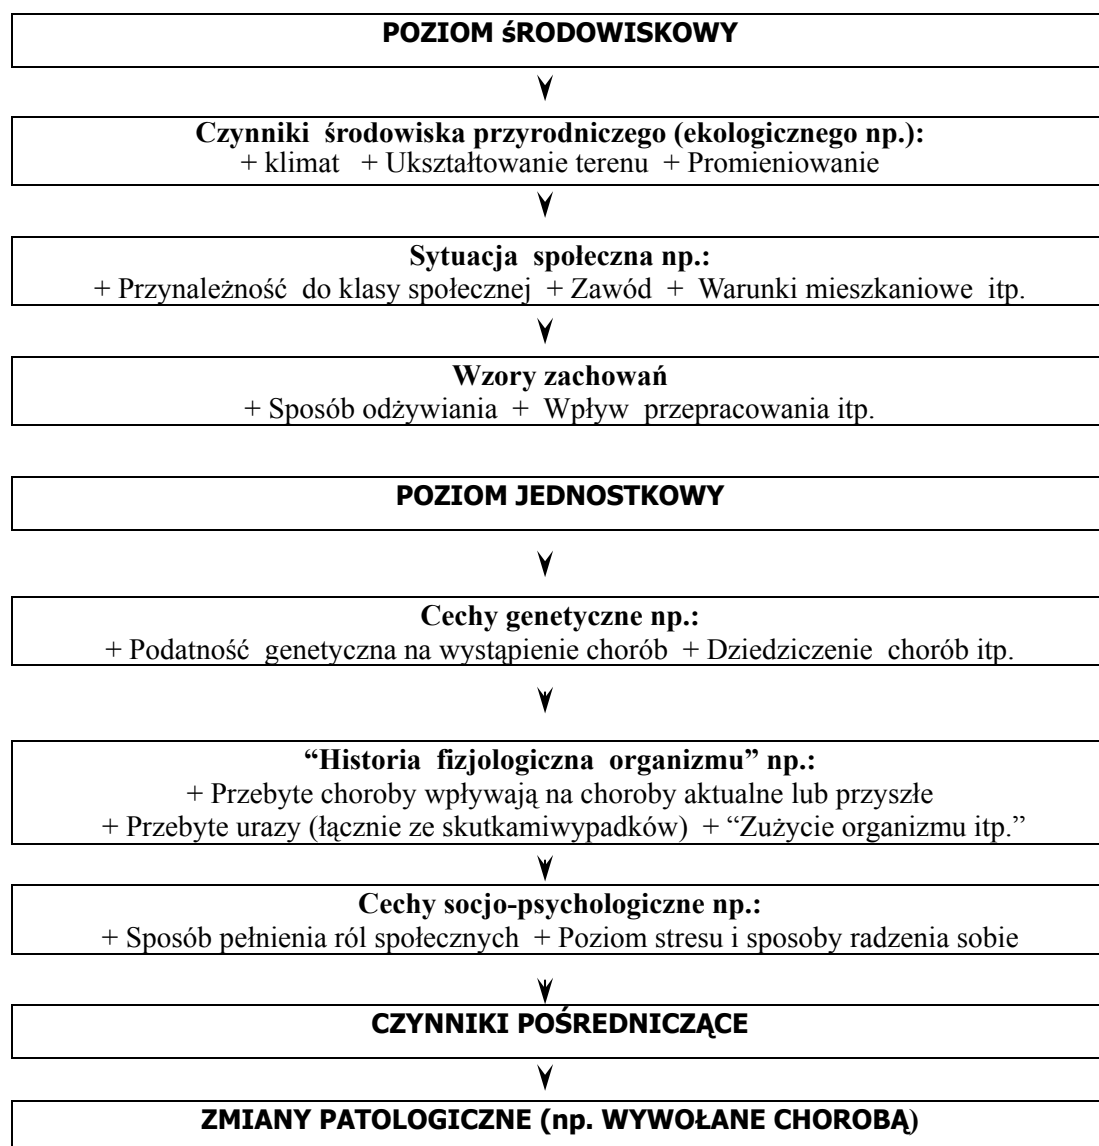 POZIOM śRODOWISKOWY
Czynniki środowiska przyrodniczego (ekologicznego np.):
+ klimat + Ukształtowanie terenu + Promieniowanie
Sytuacja społeczna np.:
+ Przynależność do klasy społecznej + Zawód + Warunki mieszkaniowe itp.
Wzory zachowań
+ Sposób odżywiania + Wpływ przepracowania itp.
POZIOM JEDNOSTKOWY
Cechy genetyczne np.:
+ Podatność genetyczna na wystąpienie chorób + Dziedziczenie chorób itp.
“Historia fizjologiczna organizmu” np.:
+ Przebyte choroby wpływają na choroby aktualne lub przyszłe
+ Przebyte urazy (łącznie ze skutkamiwypadków) + “Zużycie organizmu itp.”
Cechy socjo-psychologiczne np.:
+ Sposób pełnienia ról społecznych + Poziom stresu i sposoby radzenia sobie
CZYNNIKI POŚREDNICZĄCE
ZMIANY PATOLOGICZNE (np. WYWOŁANE CHOROBĄ)